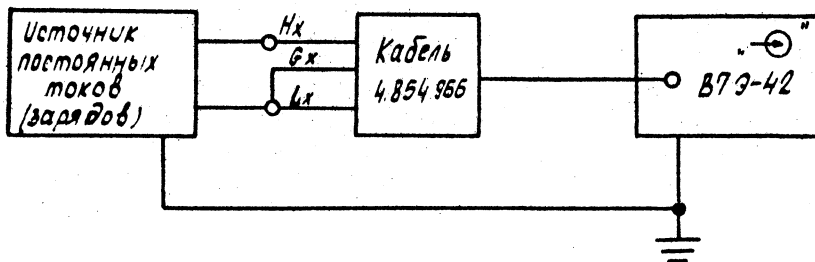 Источник
постоянных
токов
(зарядов)
Hx
Gx
Lx
Кабель
4.854.966
" "
В7Э-42